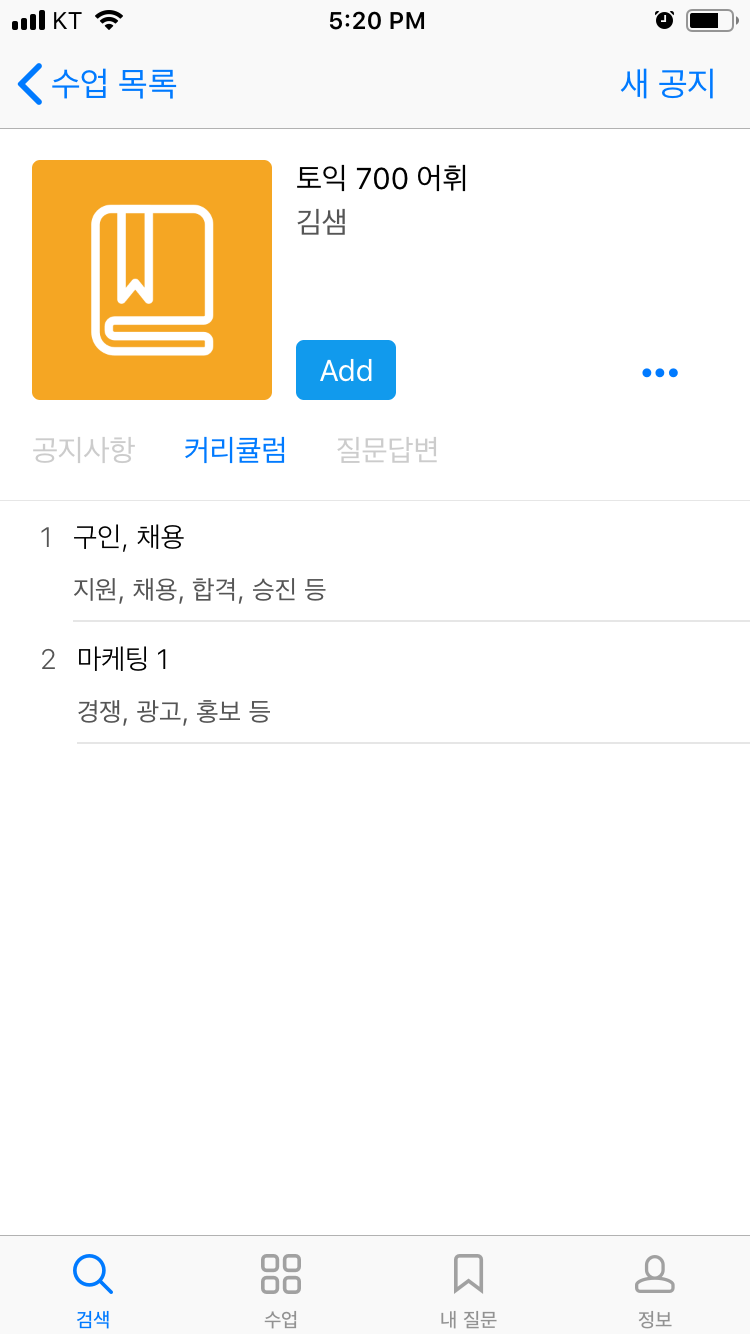 KT 5:20 PM
수업 목록 새 공지
토익 700 어휘
김샘
Add
공지사항 커리큘럼 질문답변
1 구인, 채용
지원, 채용, 합격, 승진 등
2 마케팅 1
경쟁, 광고, 홍보 등
검색 수업 내 질문 정보